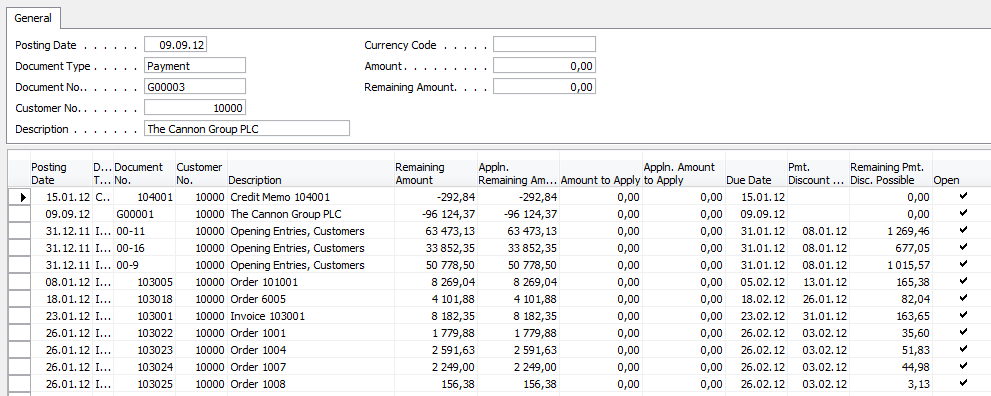 General
Posting Date . . . . . . 09.09.12 Currency Code . . . . .
Document Type . . . . . Payment Amount . . . . . . . . . 0,00
Document No. . . . . . . G00003 Remaining Amount. . . . 0,00
Customer No. . . . . . . 10000
Description . . . . . . . The Cannon Group PLC
Posting D... Document Customer Remaining Appln. Appln. Amount Pmt. Remaining Pmt.
Date T... No. No. Description Amount Remaining Am... Amount to Apply to Apply Due Date Discount ... Disc. Possible Open
15.01.12 C.. 104001 10000 Credit Memo 104001 -292,84 -292,84 0,00 0,00 15.01.12 0,00 ✓
09.09.12 G00001 10000 The Cannon Group PLC -96 124,37 -96 124,37 0,00 0,00 09.09.12 0,00 ✓
31.12.11 I... 00-11 10000 Opening Entries, Customers 63 473,13 63 473,13 0,00 0,00 31.01.12 08.01.12 1 269,46 ✓
31.12.11 I... 00-16 10000 Opening Entries, Customers 33 852,35 33 852,35 0,00 0,00 31.01.12 08.01.12 677,05 ✓
31.12.11 I... 00-9 10000 Opening Entries, Customers 50 778,50 50 778,50 0,00 0,00 31.01.12 08.01.12 1 015,57 ✓
08.01.12 I... 103005 10000 Order 101001 8 269,04 8 269,04 0,00 0,00 05.02.12 13.01.12 165,38 ✓
18.01.12 I... 103018 10000 Order 6005 4 101,88 4 101,88 0,00 0,00 18.02.12 26.01.12 82,04 ✓
23.01.12 I... 103001 10000 Invoice 103001 8 182,35 8 182,35 0,00 0,00 23.02.12 31.01.12 163,65 ✓
26.01.12 I... 103022 10000 Order 1001 1 779,88 1 779,88 0,00 0,00 26.02.12 03.02.12 35,60 ✓
26.01.12 I... 103023 10000 Order 1004 2 591,63 2 591,63 0,00 0,00 26.02.12 03.02.12 51,83 ✓
26.01.12 I... 103024 10000 Order 1007 2 249,00 2 249,00 0,00 0,00 26.02.12 03.02.12 44,98 ✓
26.01.12 I... 103025 10000 Order 1008 156,38 156,38 0,00 0,00 26.02.12 03.02.12 3,13 ✓